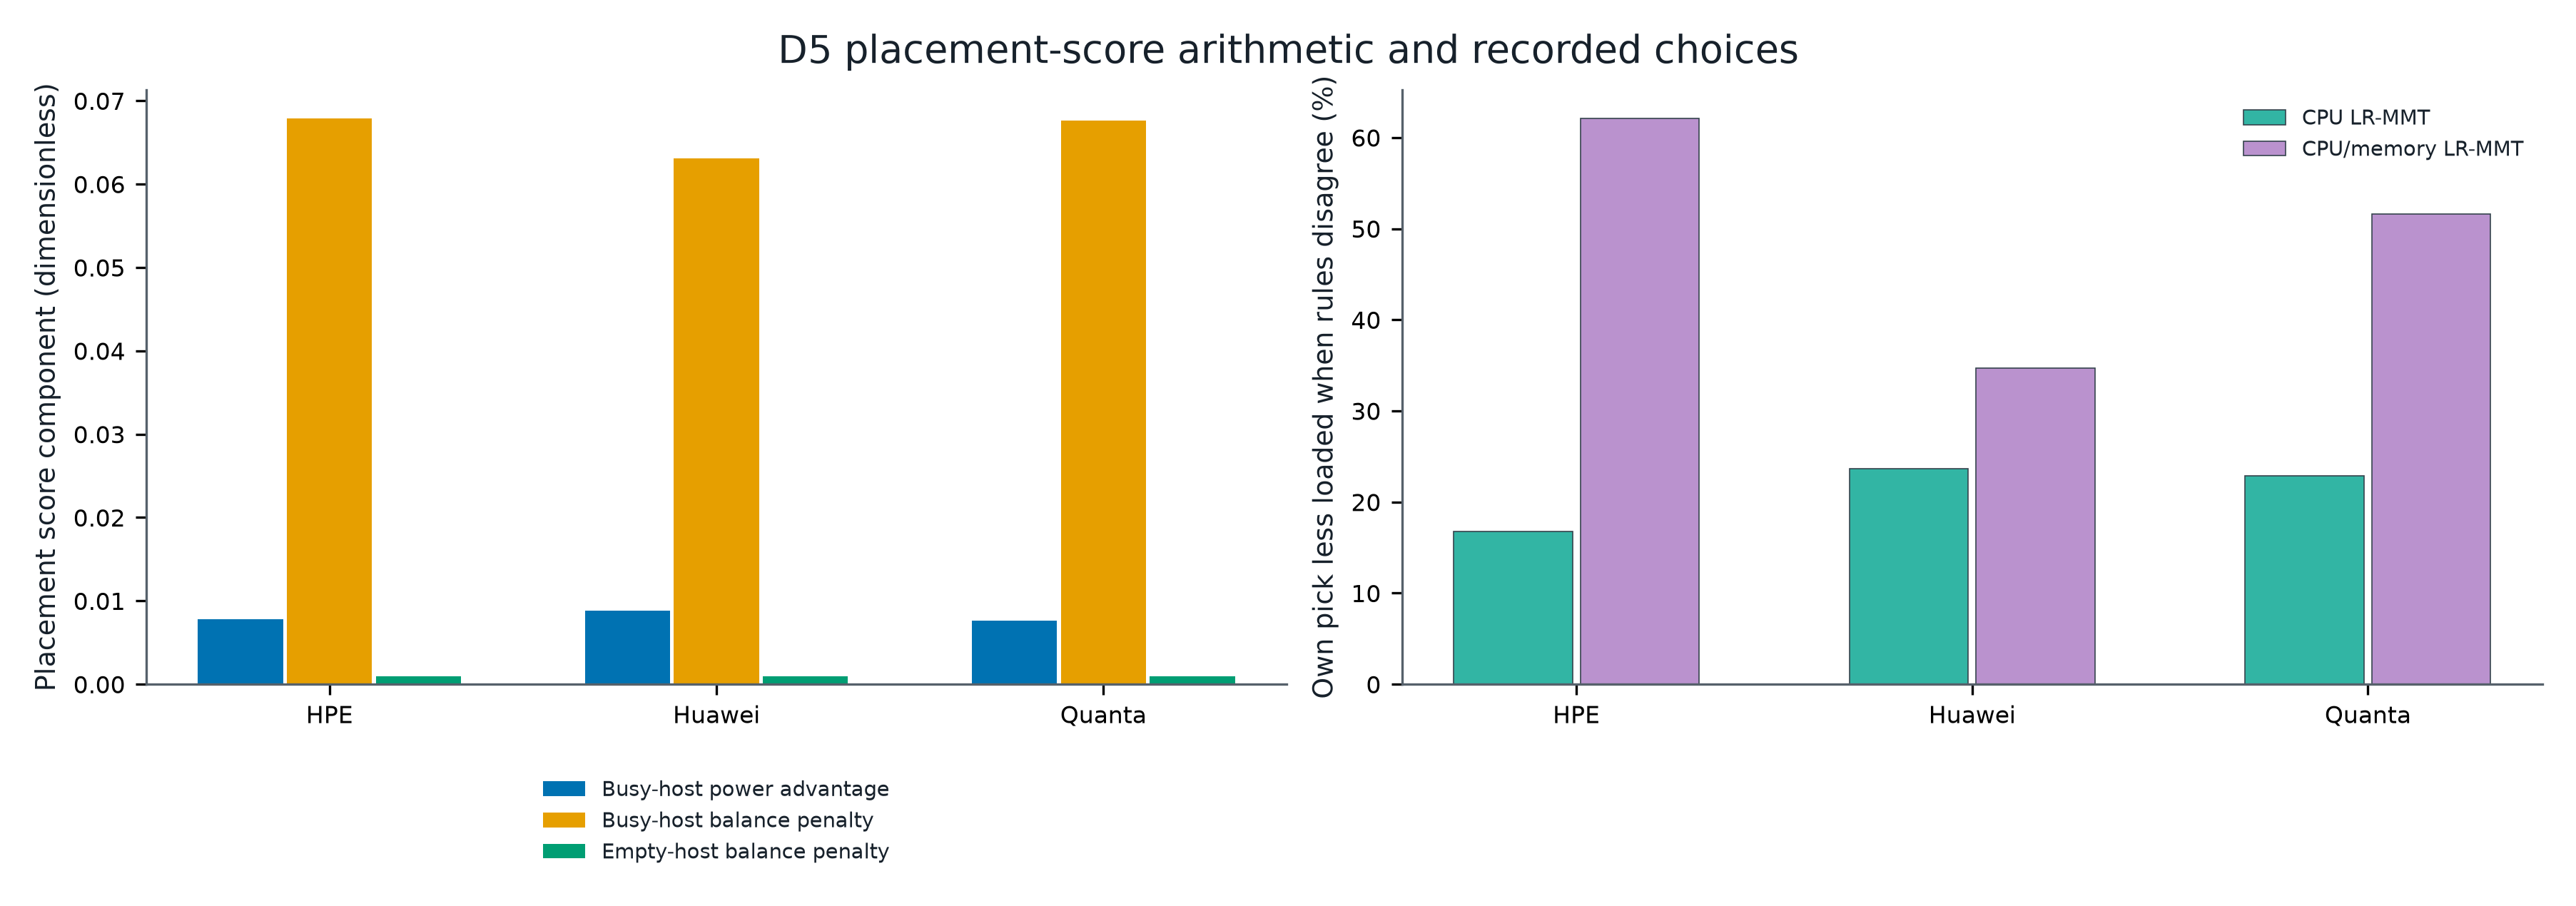 D5 placement-score arithmetic and recorded choices
Placement score component (dimensionless)
0.07
0.06
0.05
0.04
0.03
0.02
0.01
0.00
HPE
Huawei
Quanta
Busy-host power advantage
Busy-host balance penalty
Empty-host balance penalty
Own pick less loaded when rules disagree (%)
60
50
40
30
20
10
0
HPE
Huawei
Quanta
CPU LR-MMT
CPU/memory LR-MMT